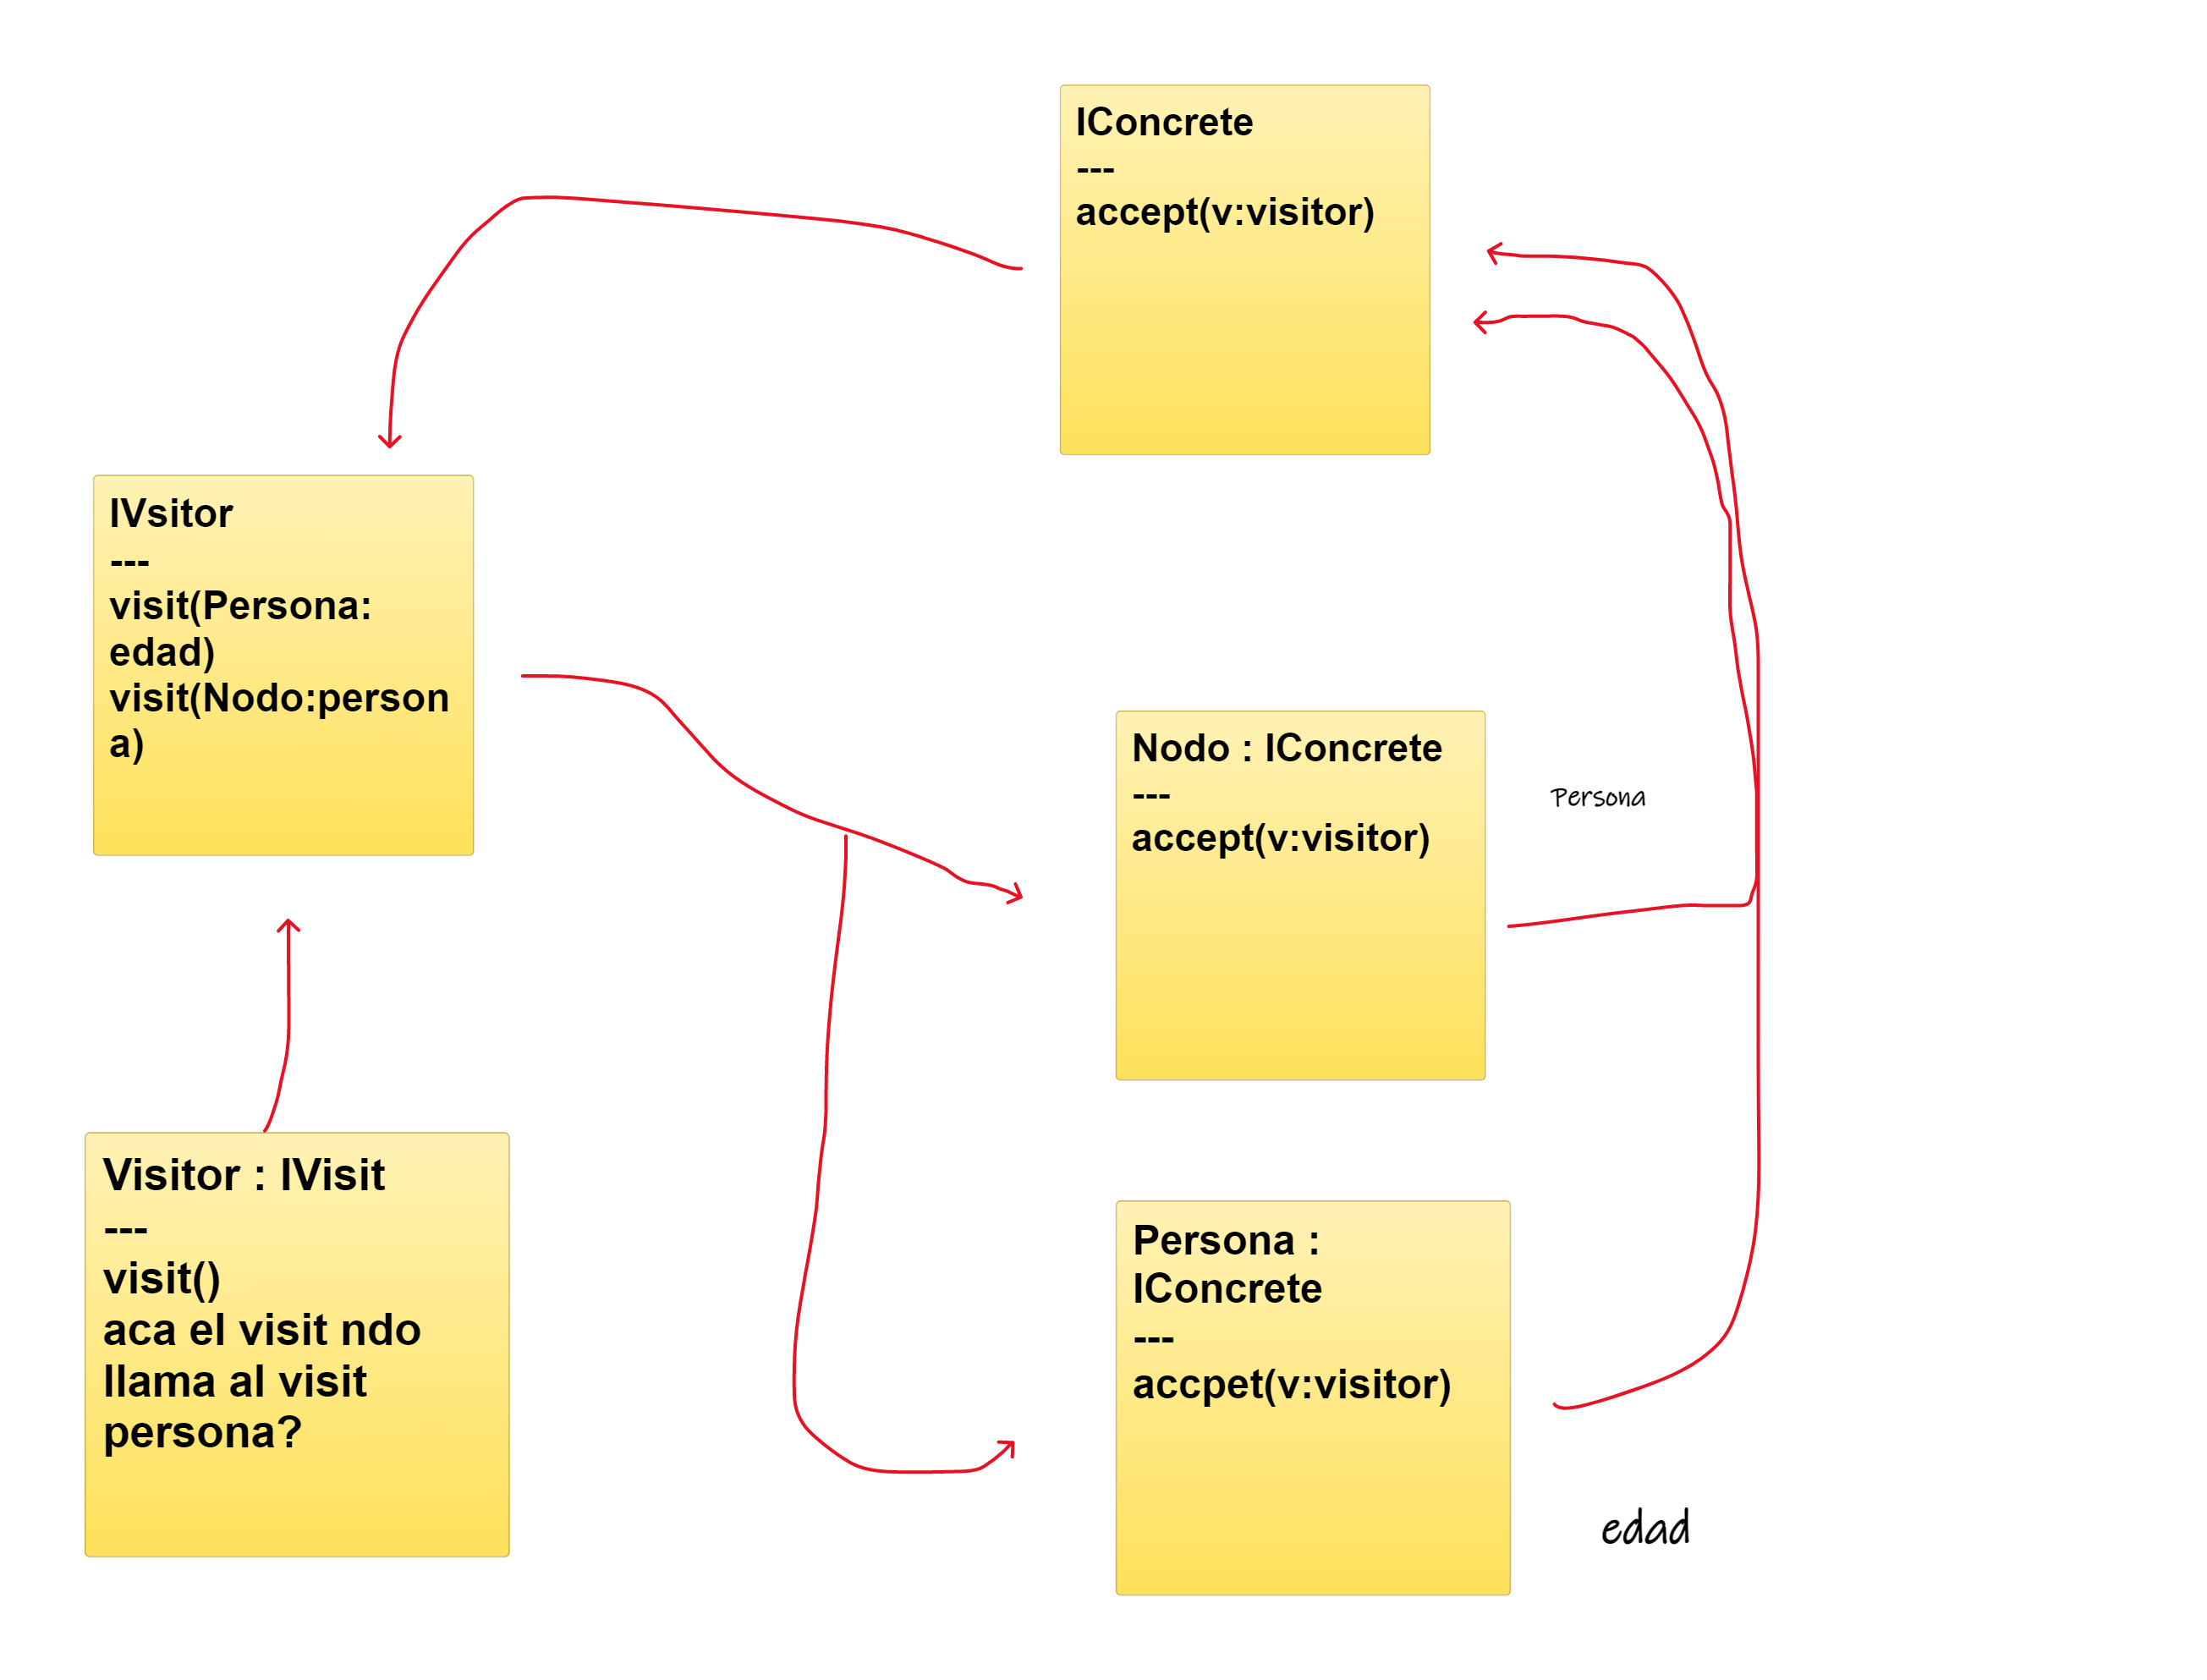 IConcrete
---
accept(v:visitor)
IVsitor
---
visit(Persona:
edad)
visit(Nodo:person
a)
Nodo : IConcrete
---
accept(v:visitor)
Persona
Visitor : IVisit
---
visit()
aca el visit ndo
llama al visit
persona?
Persona :
IConcrete
---
accpet(v:visitor)
edad